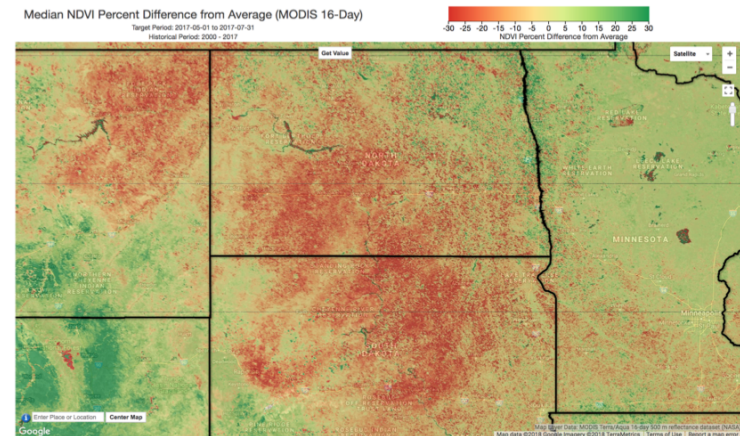 Median NDVI Percent Difference from Average (MODIS 16-Day)
Target Period: 2017-05-01 to 2017-07-31
Historical Period: 2000 - 2017
-30 -25 -20 -15 -10 -5 0 5 10 15 20 25 30
NDVI Percent Difference from Average
Get Value
Satellite
+
−
RESERVATION
NORTH
DAKOTA
RESERVATION
MINNESOTA
Minneapolis
Enter Place or Location
Center Map
Google
Map Level Data: MODIS Terra/Aqua 16-day 500 m reflectance dataset (NASA
Map data ©2018 Google Imagery ©2018 TerraMetrics
Terms of Use
Report a map error